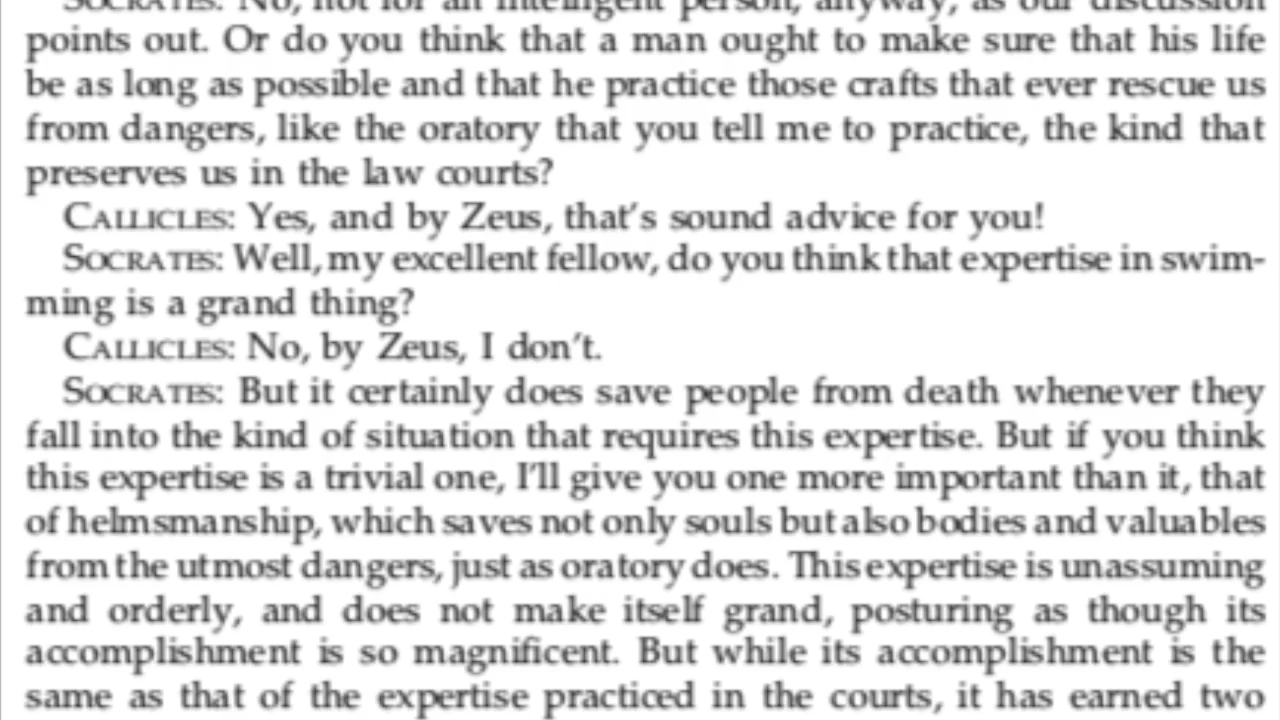 SOCRATES: No, not for an intelligent person, anyway, as our discussion
points out. Or do you think that a man ought to make sure that his life
be as long as possible and that he practice those crafts that ever rescue us
from dangers, like the oratory that you tell me to practice, the kind that
preserves us in the law courts?
CALLICLES: Yes, and by Zeus, that's sound advice for you!
SOCRATES: Well, my excellent fellow, do you think that expertise in swim-
ming is a grand thing?
CALLICLES: No, by Zeus, I don't.
SOCRATES: But it certainly does save people from death whenever they
fall into the kind of situation that requires this expertise. But if you think
this expertise is a trivial one, I'll give you one more important than it, that
of helmsmanship, which saves not only souls but also bodies and valuables
from the utmost dangers, just as oratory does. This expertise is unassuming
and orderly, and does not make itself grand, posturing as though its
accomplishment is so magnificent. But while its accomplishment is the
same as that of the expertise practiced in the courts, it has earned two